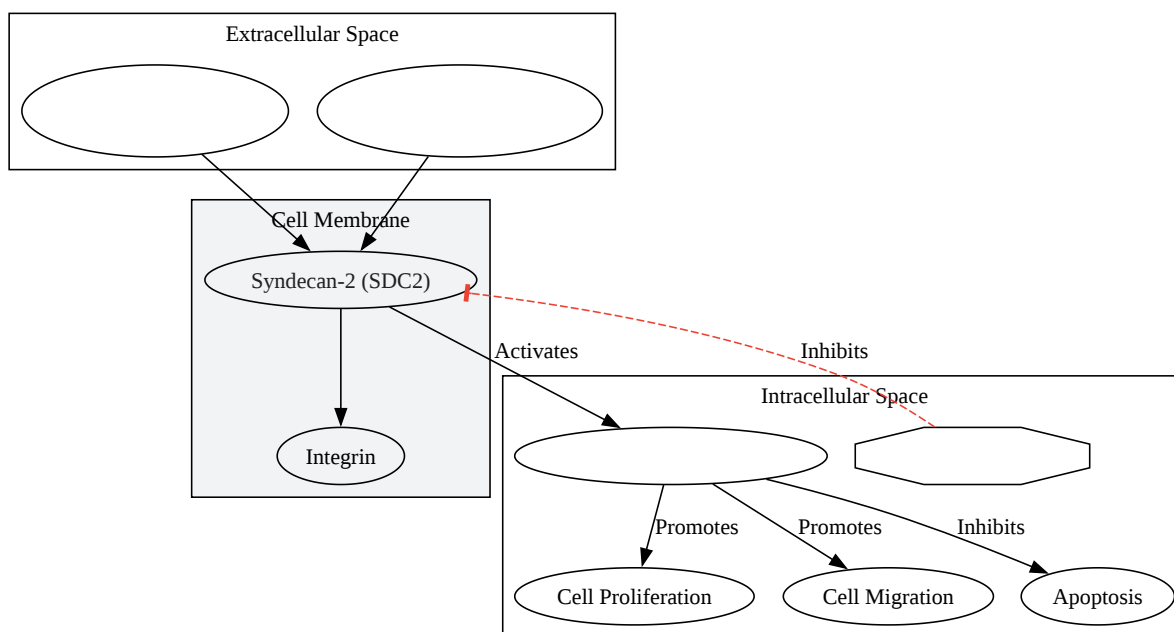 Extracellular Space
Cell Membrane
Syndecan-2 (SDC2)
Activates
Inhibits
Intracellular Space
Integrin
Promotes
Promotes
Inhibits
Cell Proliferation
Cell Migration
Apoptosis